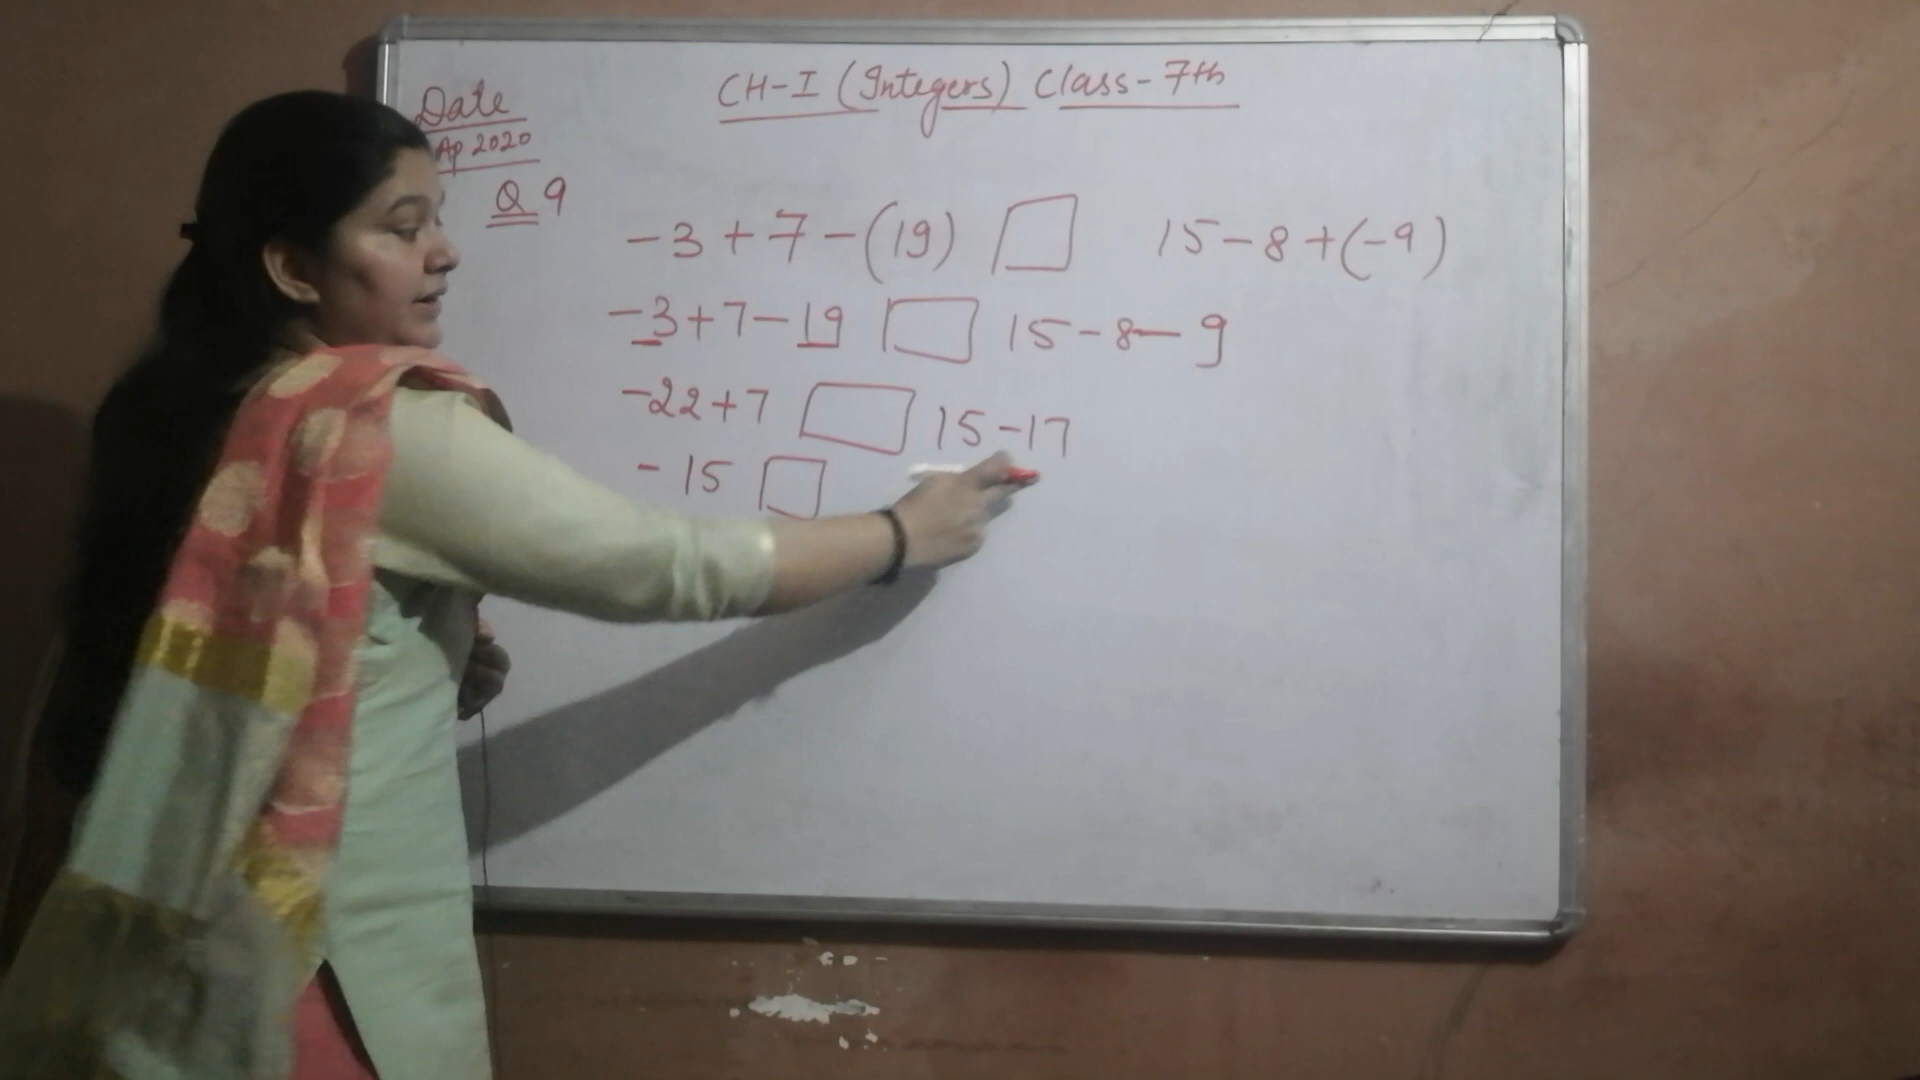 CH-I (Integers) Class-7th
Date
Ap 2020
Q 9
-3+7-(19) □ 15-8+(-9)
-3+7-19 □ 15-8-9
-22+7 □ 15-17
-15 □